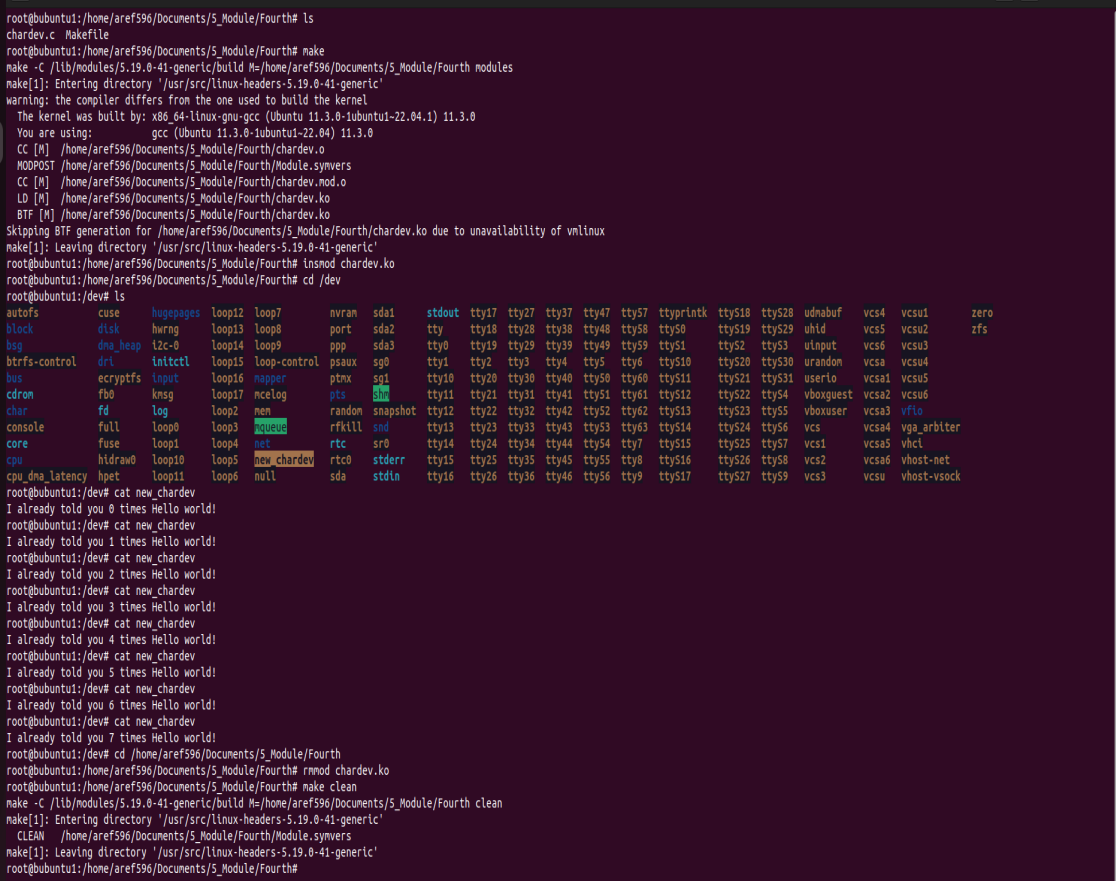 root@bubuntu1:/home/aref596/Documents/5_Module/Fourth# ls
chardev.c  Makefile
root@bubuntu1:/home/aref596/Documents/5_Module/Fourth# make
make -C /lib/modules/5.19.0-41-generic/build M=/home/aref596/Documents/5_Module/Fourth modules
make[1]: Entering directory '/usr/src/linux-headers-5.19.0-41-generic'
warning: the compiler differs from the one used to build the kernel
  The kernel was built by: x86_64-linux-gnu-gcc (Ubuntu 11.3.0-1ubuntu1~22.04.1) 11.3.0
  You are using:           gcc (Ubuntu 11.3.0-1ubuntu1~22.04) 11.3.0
  CC [M]  /home/aref596/Documents/5_Module/Fourth/chardev.o
  MODPOST /home/aref596/Documents/5_Module/Fourth/Module.symvers
  CC [M]  /home/aref596/Documents/5_Module/Fourth/chardev.mod.o
  LD [M]  /home/aref596/Documents/5_Module/Fourth/chardev.ko
  BTF [M] /home/aref596/Documents/5_Module/Fourth/chardev.ko
Skipping BTF generation for /home/aref596/Documents/5_Module/Fourth/chardev.ko due to unavailability of vmlinux
make[1]: Leaving directory '/usr/src/linux-headers-5.19.0-41-generic'
root@bubuntu1:/home/aref596/Documents/5_Module/Fourth# insmod chardev.ko
root@bubuntu1:/home/aref596/Documents/5_Module/Fourth# cd /dev
root@bubuntu1:/dev# ls
autofs cuse hugepages loop12 loop7 nvram sda1 stdout tty17 tty27 tty37 tty47 tty57 ttyprintk ttyS18 ttyS28 udmabuf vcs4 vcsu1 zero
block disk hwrng loop13 loop8 port sda2 tty tty18 tty28 tty38 tty48 tty58 ttyS0 ttyS19 ttyS29 uhid vcs5 vcsu2 zfs
bsg dma_heap i2c-0 loop14 loop9 ppp sda3 tty0 tty19 tty29 tty39 tty49 tty59 ttyS1 ttyS2 ttyS3 uinput vcs6 vcsu3
btrfs-control dri initctl loop15 loop-control psaux sg0 tty1 tty2 tty3 tty4 tty5 tty6 ttyS10 ttyS20 ttyS30 urandom vcsa vcsu4
bus ecryptfs input loop16 mapper ptmx sg1 tty10 tty20 tty30 tty40 tty50 tty60 ttyS11 ttyS21 ttyS31 userio vcsa1 vcsu5
cdrom fb0 kmsg loop17 mcelog pts shm tty11 tty21 tty31 tty41 tty51 tty61 ttyS12 ttyS22 ttyS4 vboxguest vcsa2 vcsu6
char fd log loop2 mem random snapshot tty12 tty22 tty32 tty42 tty52 tty62 ttyS13 ttyS23 ttyS5 vboxuser vcsa3 vfio
console full loop0 loop3 mqueue rfkill snd tty13 tty23 tty33 tty43 tty53 tty63 ttyS14 ttyS24 ttyS6 vcs vcsa4 vga_arbiter
core fuse loop1 loop4 net rtc sr0 tty14 tty24 tty34 tty44 tty54 tty7 ttyS15 ttyS25 ttyS7 vcs1 vcsa5 vhci
cpu hidraw0 loop10 loop5 new_chardev rtc0 stderr tty15 tty25 tty35 tty45 tty55 tty8 ttyS16 ttyS26 ttyS8 vcs2 vcsa6 vhost-net
cpu_dma_latency hpet loop11 loop6 null sda stdin tty16 tty26 tty36 tty46 tty56 tty9 ttyS17 ttyS27 ttyS9 vcs3 vcsu vhost-vsock
root@bubuntu1:/dev# cat new_chardev
I already told you 0 times Hello world!
root@bubuntu1:/dev# cat new_chardev
I already told you 1 times Hello world!
root@bubuntu1:/dev# cat new_chardev
I already told you 2 times Hello world!
root@bubuntu1:/dev# cat new_chardev
I already told you 3 times Hello world!
root@bubuntu1:/dev# cat new_chardev
I already told you 4 times Hello world!
root@bubuntu1:/dev# cat new_chardev
I already told you 5 times Hello world!
root@bubuntu1:/dev# cat new_chardev
I already told you 6 times Hello world!
root@bubuntu1:/dev# cat new_chardev
I already told you 7 times Hello world!
root@bubuntu1:/dev# cd /home/aref596/Documents/5_Module/Fourth
root@bubuntu1:/home/aref596/Documents/5_Module/Fourth# rmmod chardev.ko
root@bubuntu1:/home/aref596/Documents/5_Module/Fourth# make clean
make -C /lib/modules/5.19.0-41-generic/build M=/home/aref596/Documents/5_Module/Fourth clean
make[1]: Entering directory '/usr/src/linux-headers-5.19.0-41-generic'
  CLEAN   /home/aref596/Documents/5_Module/Fourth/Module.symvers
make[1]: Leaving directory '/usr/src/linux-headers-5.19.0-41-generic'
root@bubuntu1:/home/aref596/Documents/5_Module/Fourth#